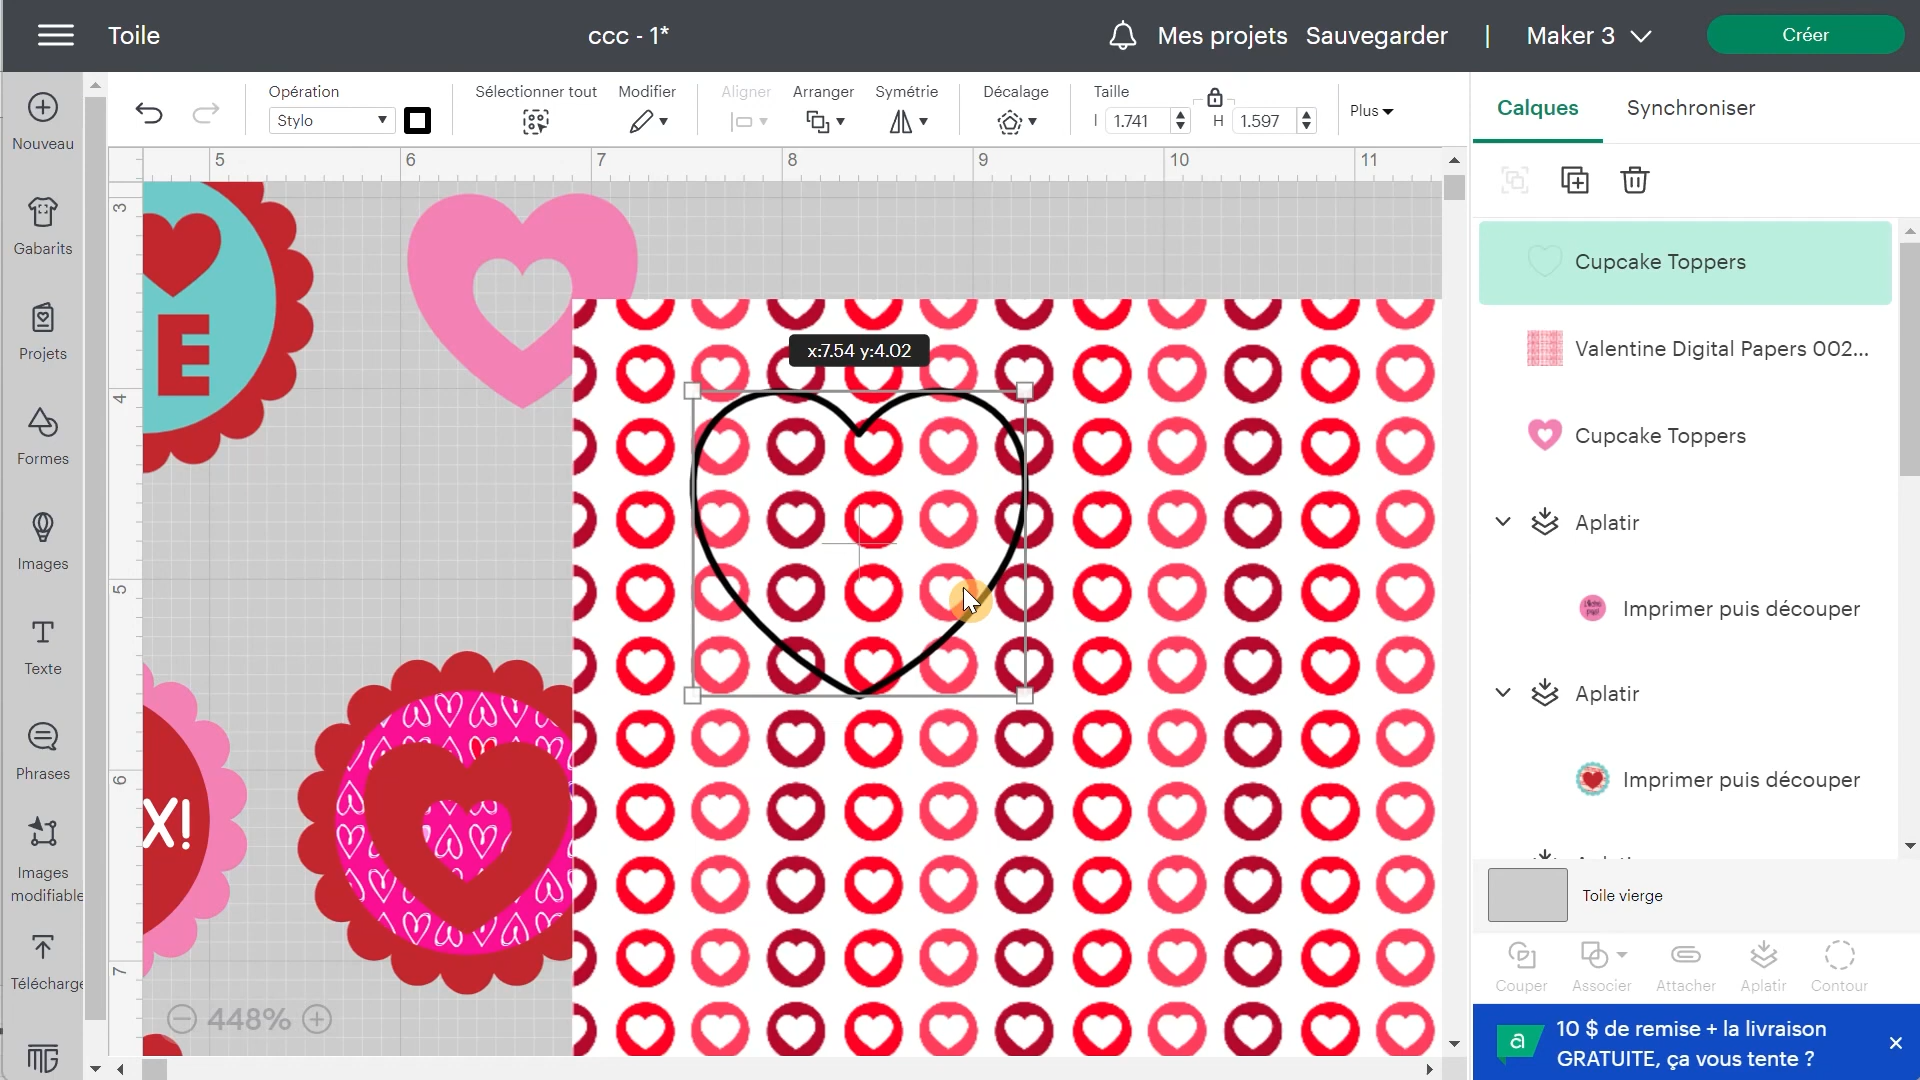 Toile
ccc - 1*
Mes projets
Sauvegarder
|
Maker 3
Créer
Nouveau
Gabarits
Projets
Formes
Images
Texte
Phrases
Images
modifiable
Télécharge
Opération
Stylo
Sélectionner tout
Modifier
Aligner
Arranger
Symétrie
Décalage
Taille
l 1.741
H 1.597
Plus
5 6 7 8 9 10 11
3
4
5
6
7
E
X!
x:7.54 y:4.02
448%
Calques
Synchroniser
Cupcake Toppers
Valentine Digital Papers 002...
Cupcake Toppers
Aplatir
Imprimer puis découper
Aplatir
Imprimer puis découper
Toile vierge
Couper
Associer
Attacher
Aplatir
Contour
a
10 $ de remise + la livraison
GRATUITE, ça vous tente ?